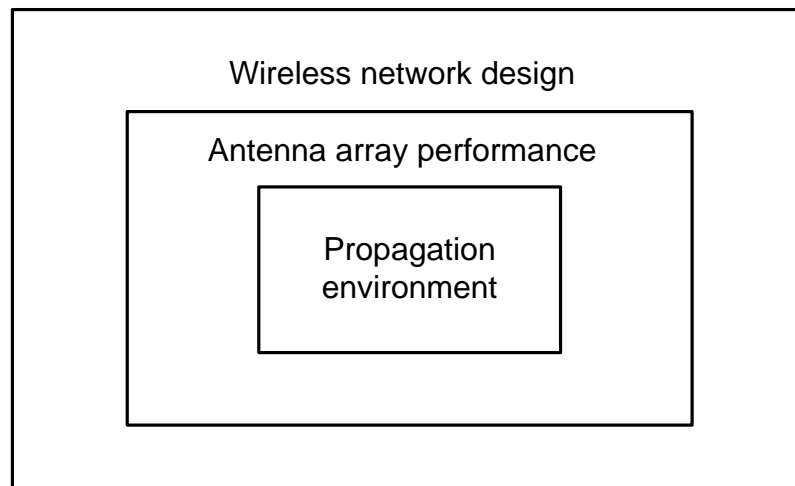 Wireless network design
Antenna array performance
Propagation
environment